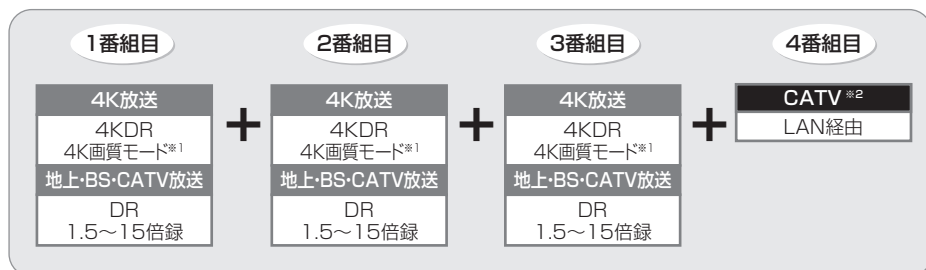 1番組目
4K放送
4KDR
4K画質モード※1
地上・BS・CATV放送
DR
1.5〜15倍録
+
2番組目
4K放送
4KDR
4K画質モード※1
地上・BS・CATV放送
DR
1.5〜15倍録
+
3番組目
4K放送
4KDR
4K画質モード※1
地上・BS・CATV放送
DR
1.5〜15倍録
+
4番組目
CATV※2
LAN経由